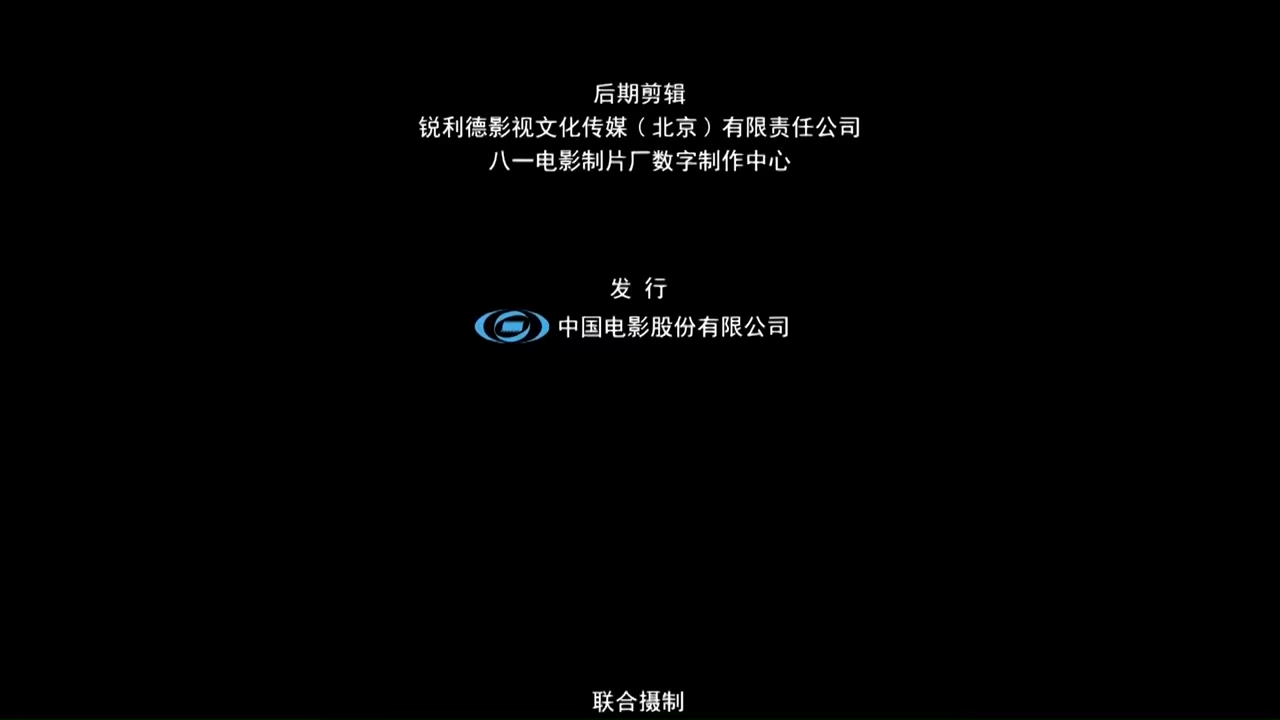 后期剪辑
锐利德影视文化传媒（北京）有限责任公司
八一电影制片厂数字制作中心
发 行
中国电影股份有限公司
联合摄制